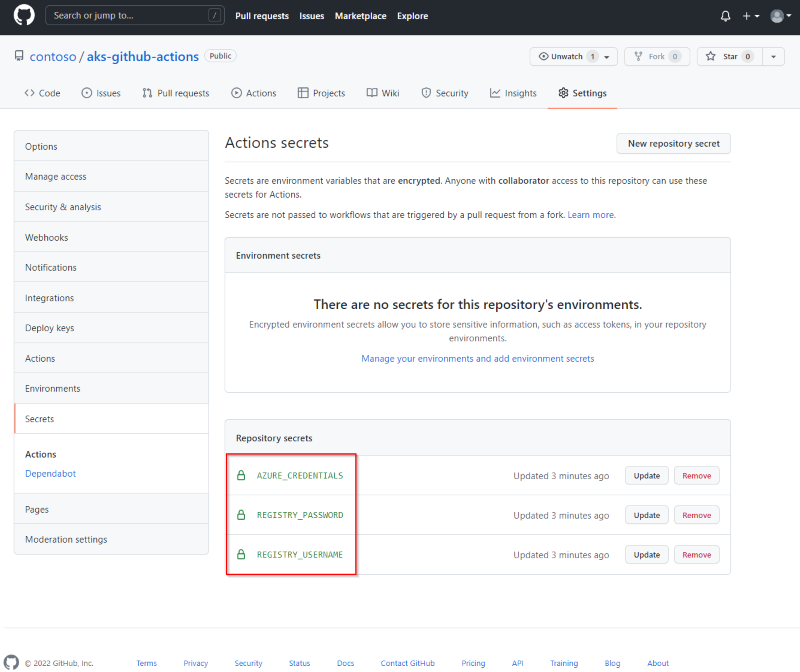 Search or jump to... /
Pull requests Issues Marketplace Explore
contoso / aks-github-actions Public
Unwatch 1 Fork 0 Star 0
Code Issues Pull requests Actions Projects Wiki Security Insights Settings
Options
Manage access
Security & analysis
Webhooks
Notifications
Integrations
Deploy keys
Actions
Environments
Secrets
Actions
Dependabot
Pages
Moderation settings
Actions secrets
New repository secret
Secrets are environment variables that are encrypted. Anyone with collaborator access to this repository can use these
secrets for Actions.
Secrets are not passed to workflows that are triggered by a pull request from a fork. Learn more.
Environment secrets
There are no secrets for this repository's environments.
Encrypted environment secrets allow you to store sensitive information, such as access tokens, in your repository
environments.
Manage your environments and add environment secrets
Repository secrets
AZURE_CREDENTIALS Updated 3 minutes ago Update Remove
REGISTRY_PASSWORD Updated 3 minutes ago Update Remove
REGISTRY_USERNAME Updated 3 minutes ago Update Remove
© 2022 GitHub, Inc. Terms Privacy Security Status Docs Contact GitHub Pricing API Training Blog About